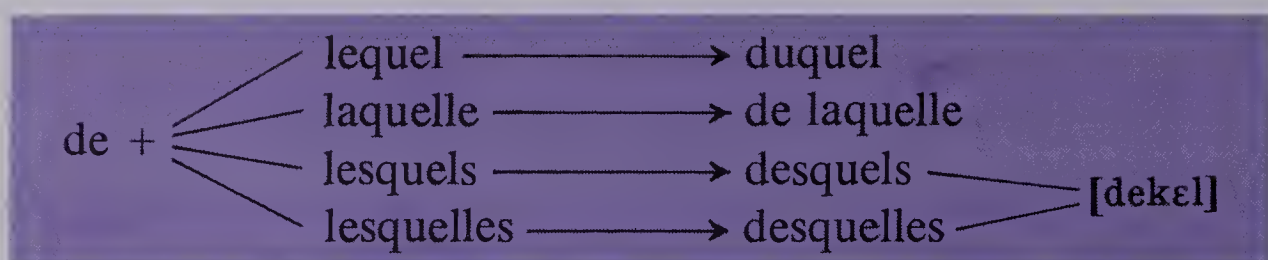 lequel → duquel
laquelle → de laquelle
de +
lesquels → desquels
[dekɛl]
lesquelles → desquelles